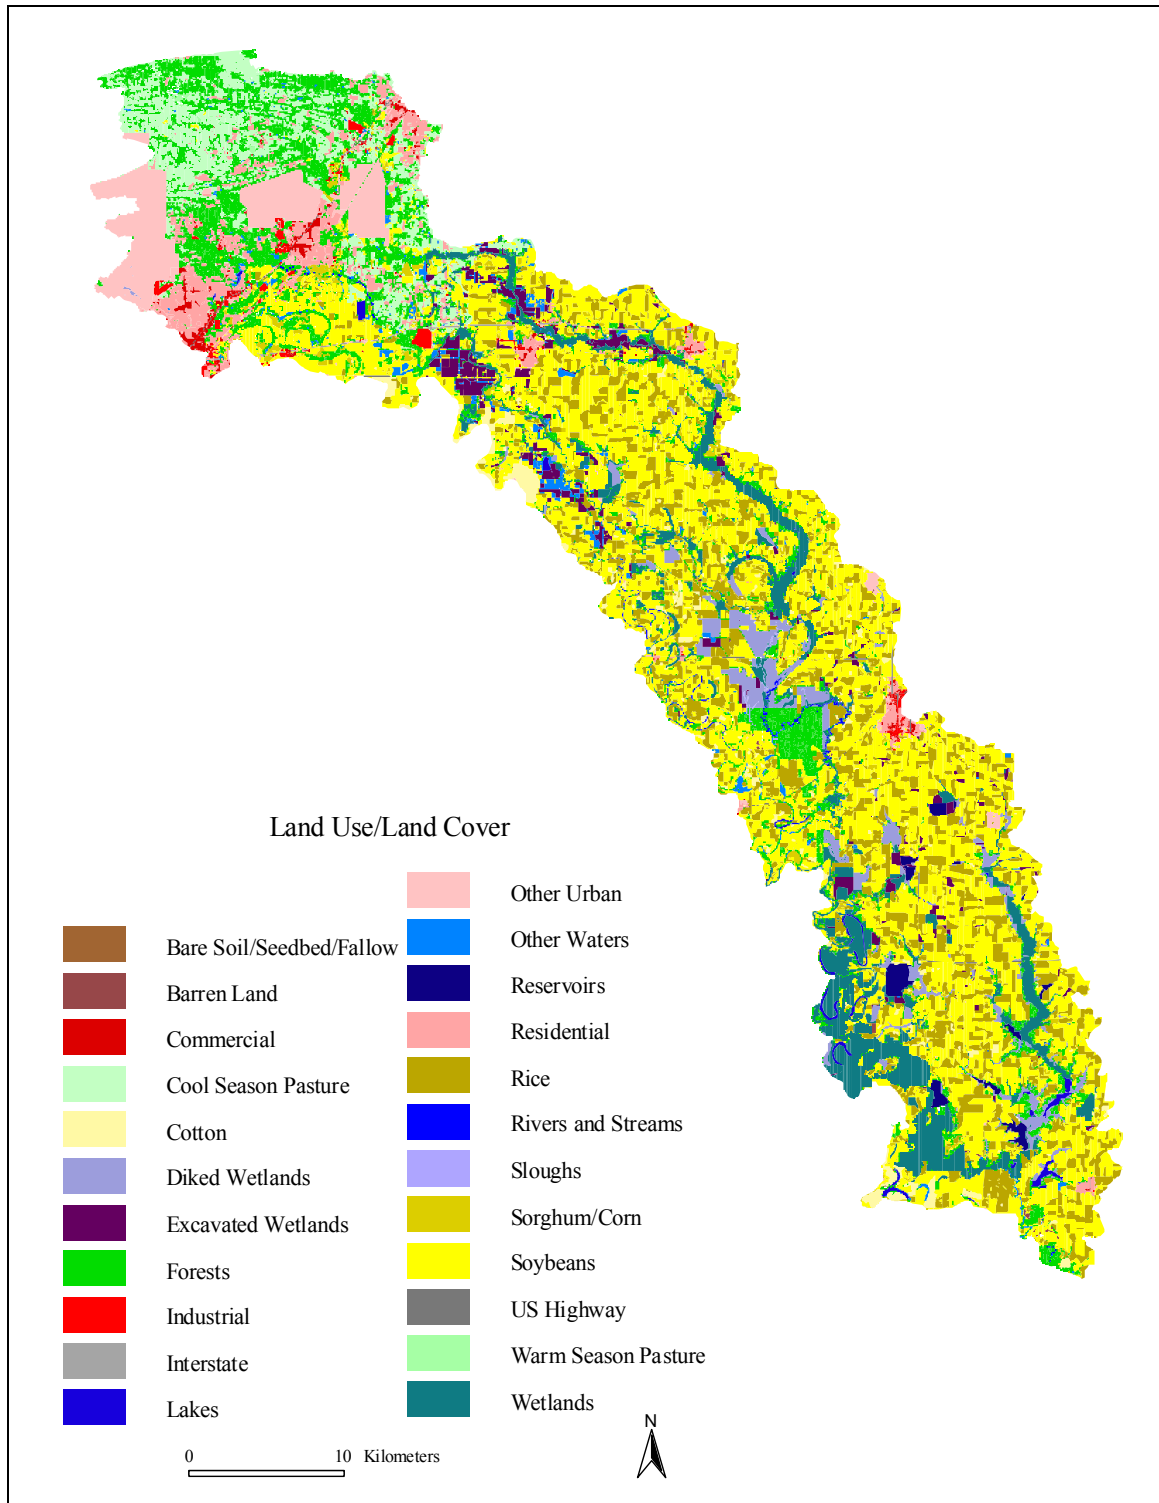 Land Use/Land Cover
Bare Soil/Seedbed/Fallow
Barren Land
Commercial
Cool Season Pasture
Cotton
Diked Wetlands
Excavated Wetlands
Forests
Industrial
Interstate
Lakes
Other Urban
Other Waters
Reservoirs
Residential
Rice
Rivers and Streams
Sloughs
Sorghum/Corn
Soybeans
US Highway
Warm Season Pasture
Wetlands
0 10 Kilometers
N